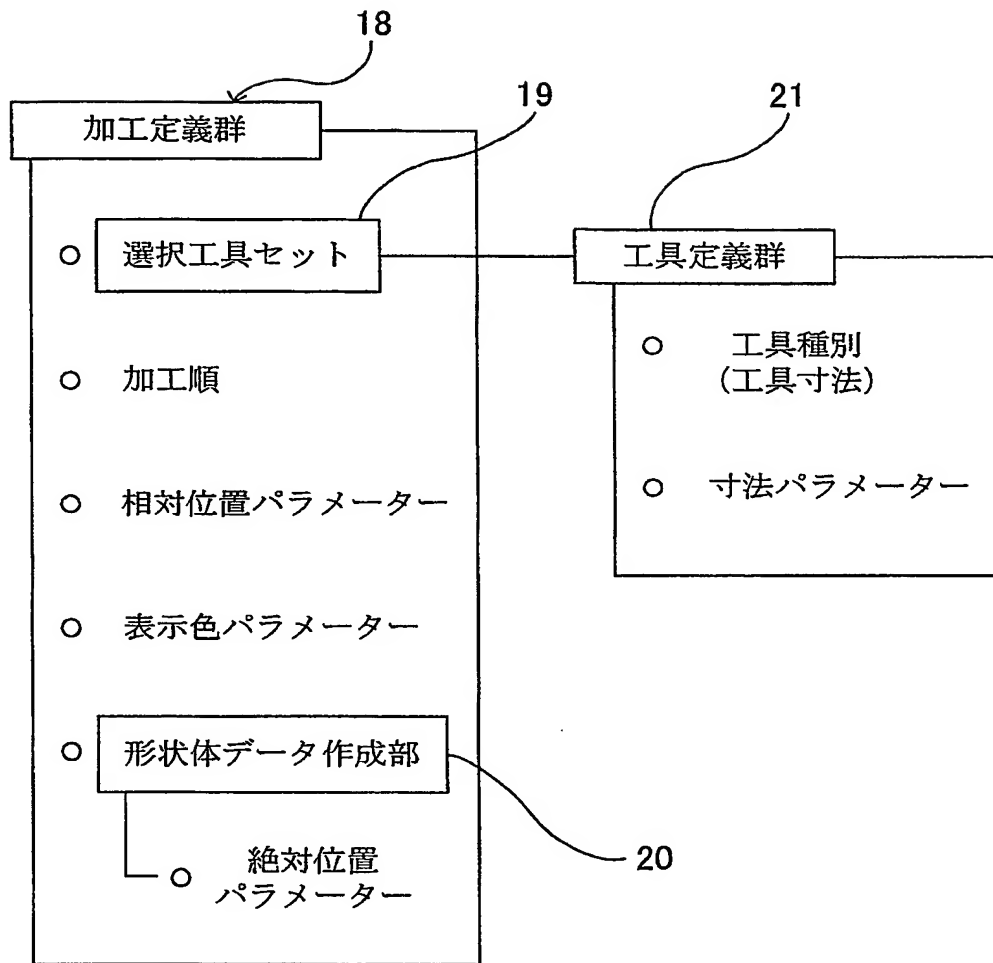 18
加工定義群
19
選択工具セット
21
工具定義群
工具種別
(工具寸法)
寸法パラメーター
加工順
相対位置パラメーター
表示色パラメーター
形状体データ作成部
20
絶対位置
パラメーター